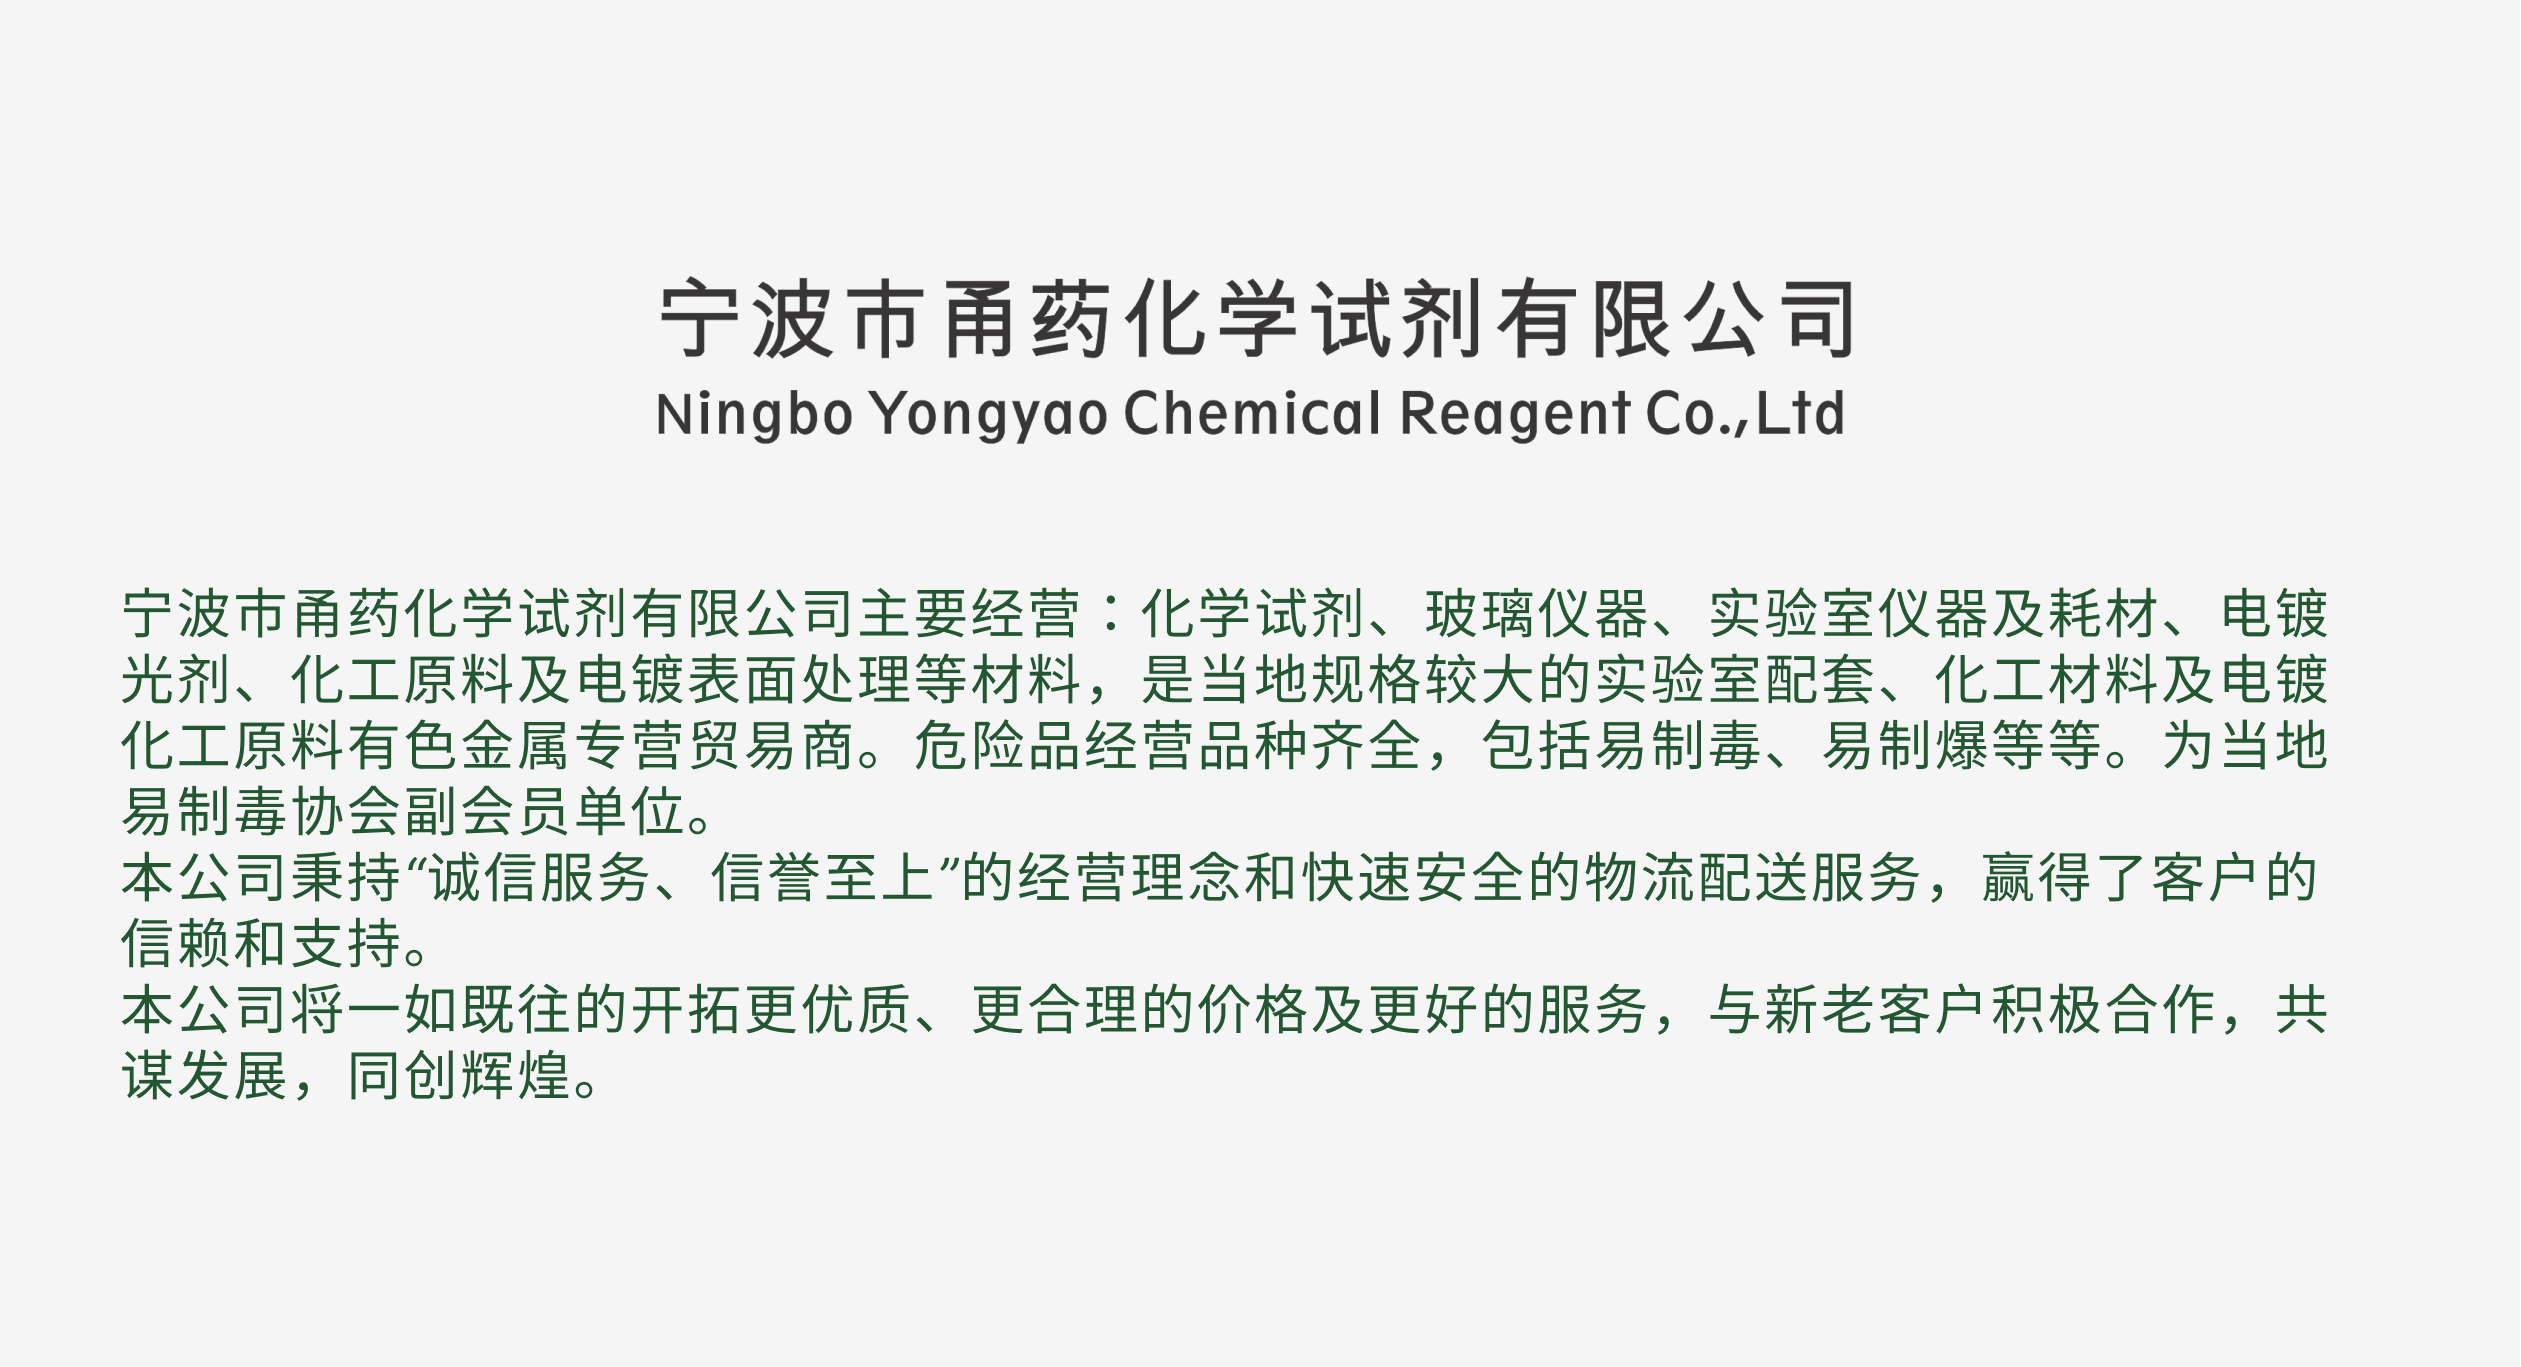 宁波市甬药化学试剂有限公司
Ningbo Yongyao Chemical Reagent Co.,Ltd
宁波市甬药化学试剂有限公司主要经营：化学试剂、玻璃仪器、实验室仪器及耗材、电镀
光剂、化工原料及电镀表面处理等材料，是当地规格较大的实验室配套、化工材料及电镀
化工原料有色金属专营贸易商。危险品经营品种齐全，包括易制毒、易制爆等等。为当地
易制毒协会副会员单位。
本公司秉持“诚信服务、信誉至上”的经营理念和快速安全的物流配送服务，赢得了客户的
信赖和支持。
本公司将一如既往的开拓更优质、更合理的价格及更好的服务，与新老客户积极合作，共
谋发展，同创辉煌。